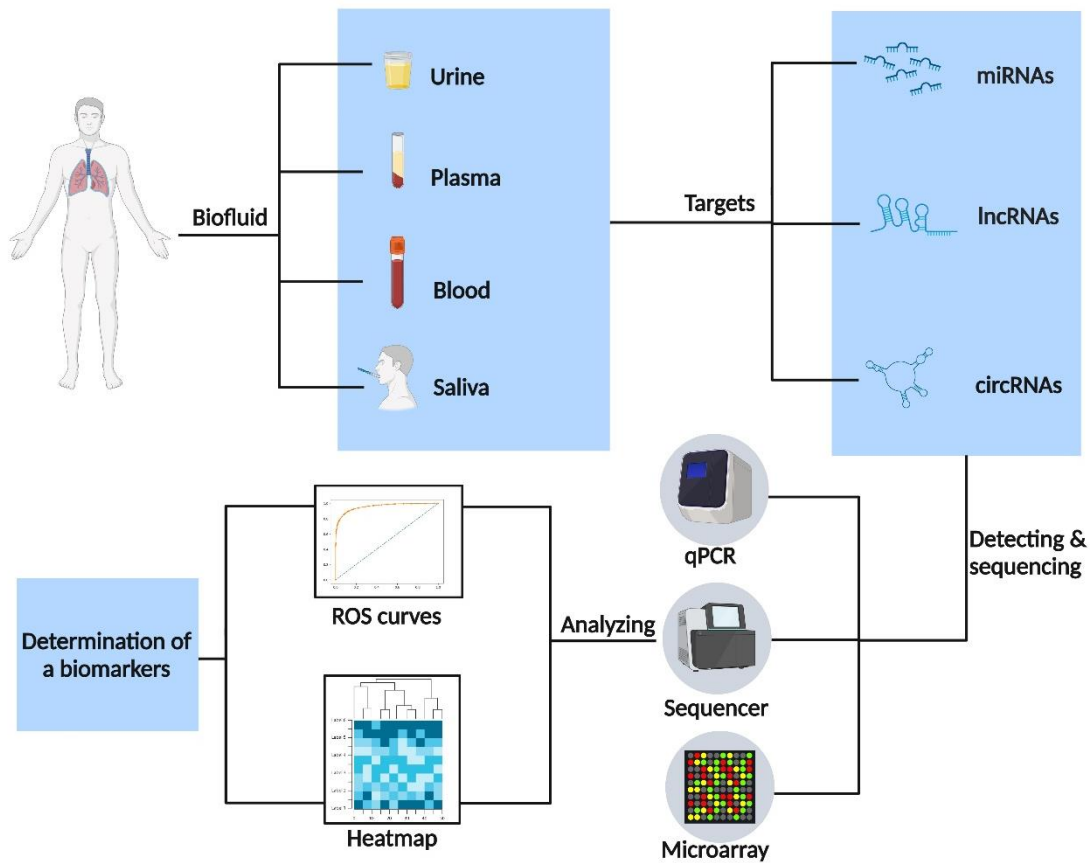 Biofluid
Urine
Plasma
Blood
Saliva
Targets
miRNAs
lncRNAs
circRNAs
Detecting &
sequencing
qPCR
Sequencer
Microarray
Analyzing
ROS curves
Heatmap
Determination of
a biomarkers